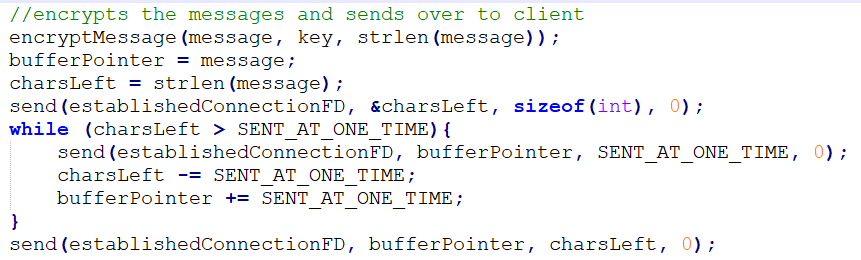 //encrypts the messages and sends over to client
encryptMessage(message, key, strlen(message));
bufferPointer = message;
charsLeft = strlen(message);
send(establishedConnectionFD, &charsLeft, sizeof(int), 0);
while (charsLeft > SENT_AT_ONE_TIME){
    send(establishedConnectionFD, bufferPointer, SENT_AT_ONE_TIME, 0);
    charsLeft -= SENT_AT_ONE_TIME;
    bufferPointer += SENT_AT_ONE_TIME;
}
send(establishedConnectionFD, bufferPointer, charsLeft, 0);